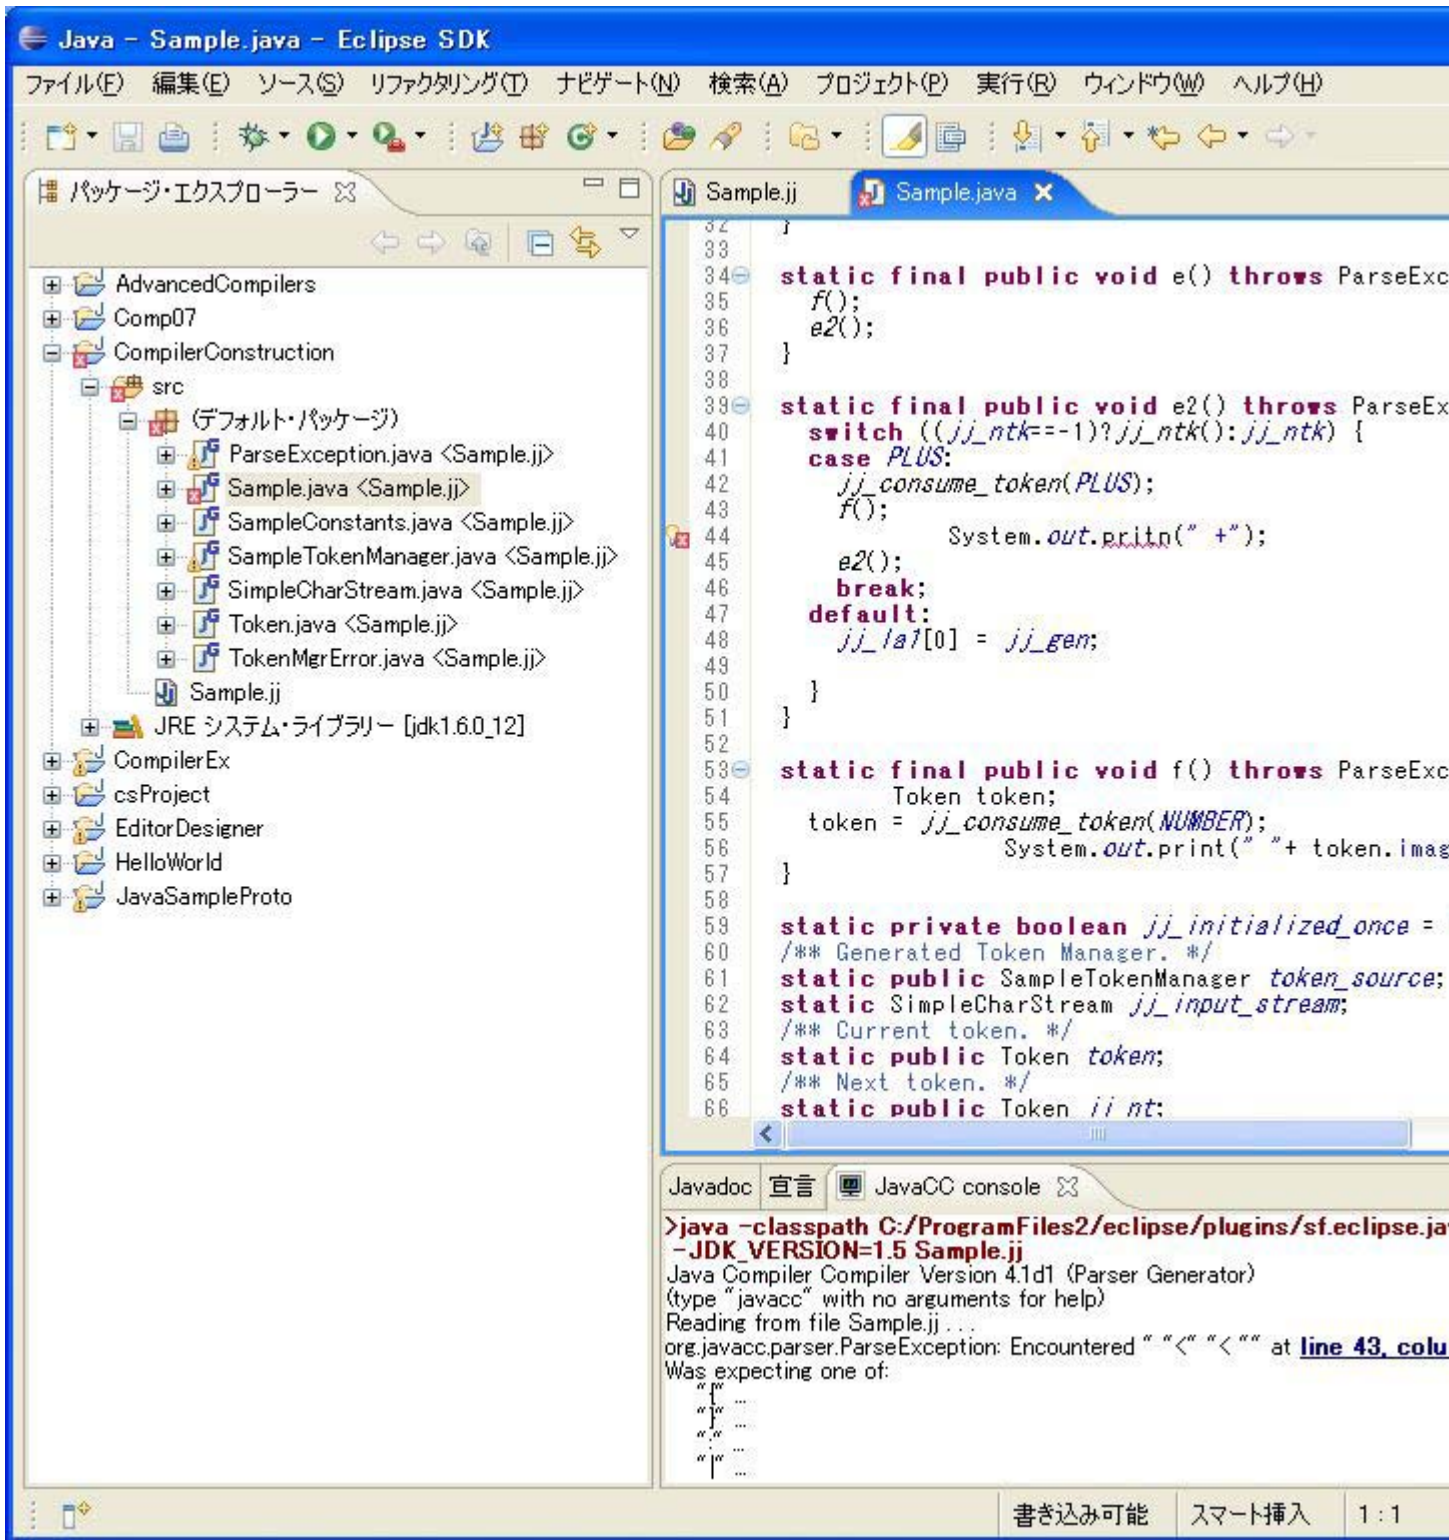 Java - Sample.java - Eclipse SDK
ファイル(F) 編集(E) ソース(S) リファクタリング(T) ナビゲート(N) 検索(A) プロジェクト(P) 実行(R) ウィンドウ(W) ヘルプ(H)
パッケージ・エクスプローラー
AdvancedCompilers
Comp07
CompilerConstruction
src
(デフォルト・パッケージ)
ParseException.java <Sample.jj>
Sample.java <Sample.jj>
SampleConstants.java <Sample.jj>
SampleTokenManager.java <Sample.jj>
SimpleCharStream.java <Sample.jj>
Token.java <Sample.jj>
TokenMgrError.java <Sample.jj>
Sample.jj
JRE システム・ライブラリー [jdk1.6.0_12]
CompilerEx
csProject
EditorDesigner
HelloWorld
JavaSampleProto
Sample.jj Sample.java
32 }
33
34 static final public void e() throws ParseExc
35 f();
36 e2();
37 }
38
39 static final public void e2() throws ParseEx
40 switch ((jj_ntk==-1)?jj_ntk():jj_ntk) {
41 case PLUS:
42 jj_consume_token(PLUS);
43 f();
44 System.out.pritn(" +");
45 e2();
46 break;
47 default:
48 jj_la1[0] = jj_gen;
49
50 }
51 }
52
53 static final public void f() throws ParseExc
54 Token token;
55 token = jj_consume_token(NUMBER);
56 System.out.print(" "+ token.imag
57 }
58
59 static private boolean jj_initialized_once =
60 /** Generated Token Manager. */
61 static public SampleTokenManager token_source;
62 static SimpleCharStream jj_input_stream;
63 /** Current token. */
64 static public Token token;
65 /** Next token. */
66 static public Token jj_nt;
Javadoc 宣言 JavaCC console
>java -classpath C:/ProgramFiles2/eclipse/plugins/sf.eclipse.ja
-JDK_VERSION=1.5 Sample.jj
Java Compiler Compiler Version 4.1d1 (Parser Generator)
(type "javacc" with no arguments for help)
Reading from file Sample.jj . . .
org.javacc.parser.ParseException: Encountered " "<" "< "" at line 43, colu
Was expecting one of:
"{" ...
"}" ...
";" ...
"|" ...
書き込み可能 スマート挿入 1 : 1